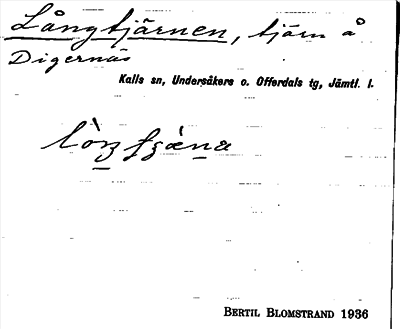 Långtjärnen, tjärn å
Digernäs
Kalls sn, Undersåkers o. Offerdals tg, Jämtl. l.
BERTIL BLOMSTRAND 1936